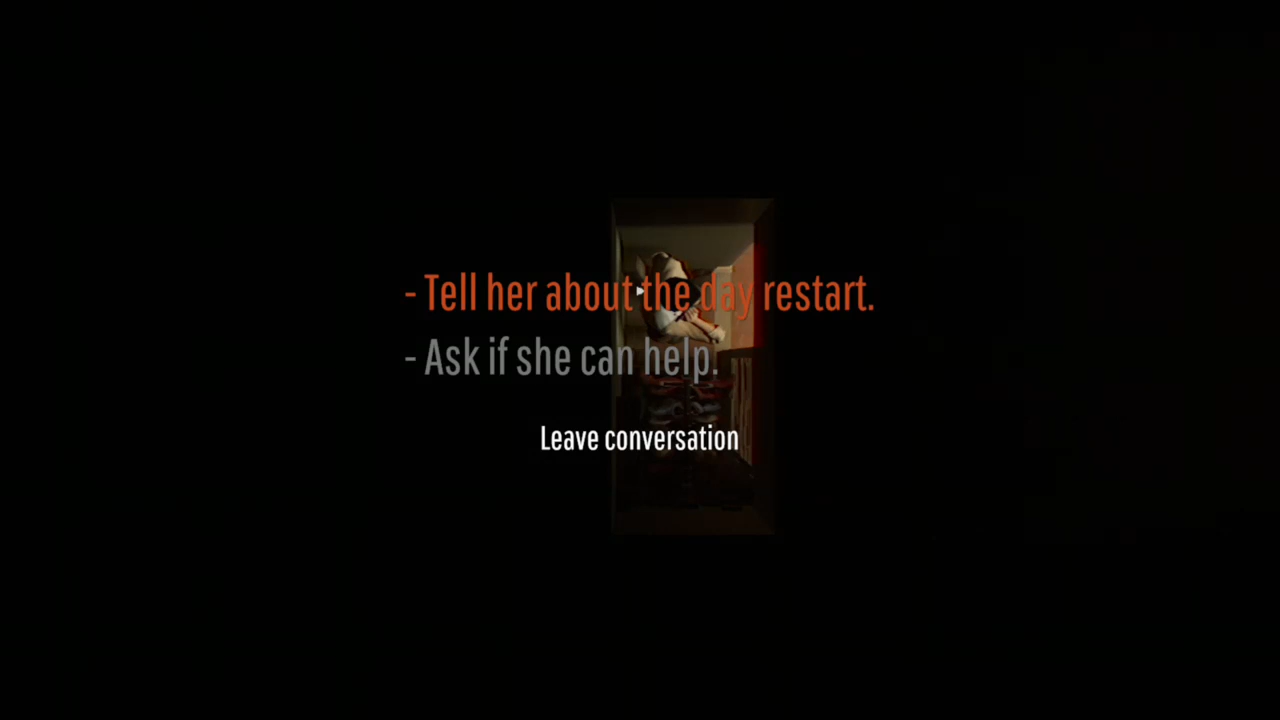 - Tell her about the day restart.
- Ask if she can help.
Leave conversation